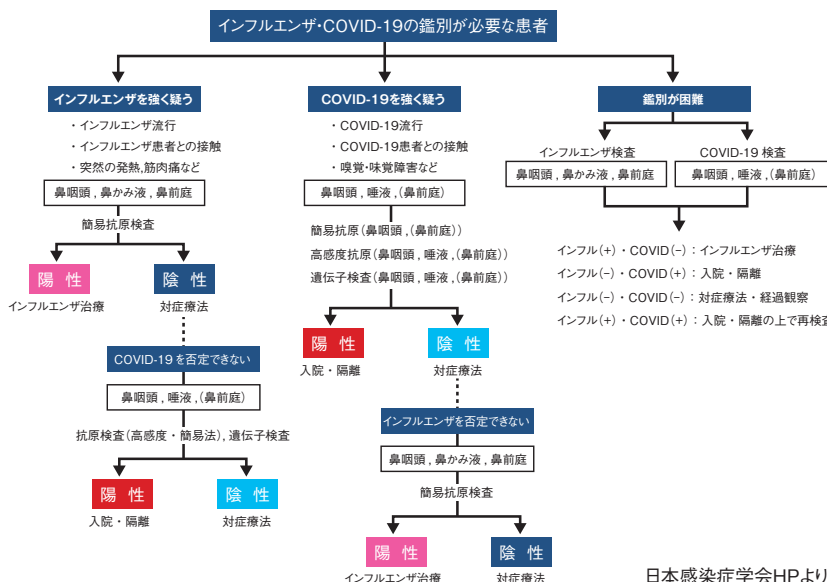 インフルエンザ・COVID-19の鑑別が必要な患者
インフルエンザを強く疑う
・インフルエンザ流行
・インフルエンザ患者との接触
・突然の発熱,筋肉痛など
鼻咽頭,鼻かみ液,鼻前庭
簡易抗原検査
陽 性
インフルエンザ治療
陰 性
対症療法
COVID-19を否定できない
鼻咽頭,唾液,(鼻前庭)
抗原検査(高感度・簡易法),遺伝子検査
陽 性
入院・隔離
陰 性
対症療法
COVID-19を強く疑う
・COVID-19流行
・COVID-19患者との接触
・嗅覚・味覚障害など
鼻咽頭,唾液,(鼻前庭)
簡易抗原(鼻咽頭,(鼻前庭))
高感度抗原(鼻咽頭,唾液,(鼻前庭))
遺伝子検査(鼻咽頭,唾液,(鼻前庭))
陽 性
入院・隔離
陰 性
対症療法
インフルエンザを否定できない
鼻咽頭,鼻かみ液,鼻前庭
簡易抗原検査
陽 性
インフルエンザ治療
陰 性
対症療法
鑑別が困難
インフルエンザ検査
鼻咽頭,鼻かみ液,鼻前庭
COVID-19 検査
鼻咽頭,唾液,(鼻前庭)
インフル(+)・COVID(−):インフルエンザ治療
インフル(−)・COVID(+):入院・隔離
インフル(−)・COVID(−):対症療法・経過観察
インフル(+)・COVID(+):入院・隔離の上で再検査
日本感染症学会HPより